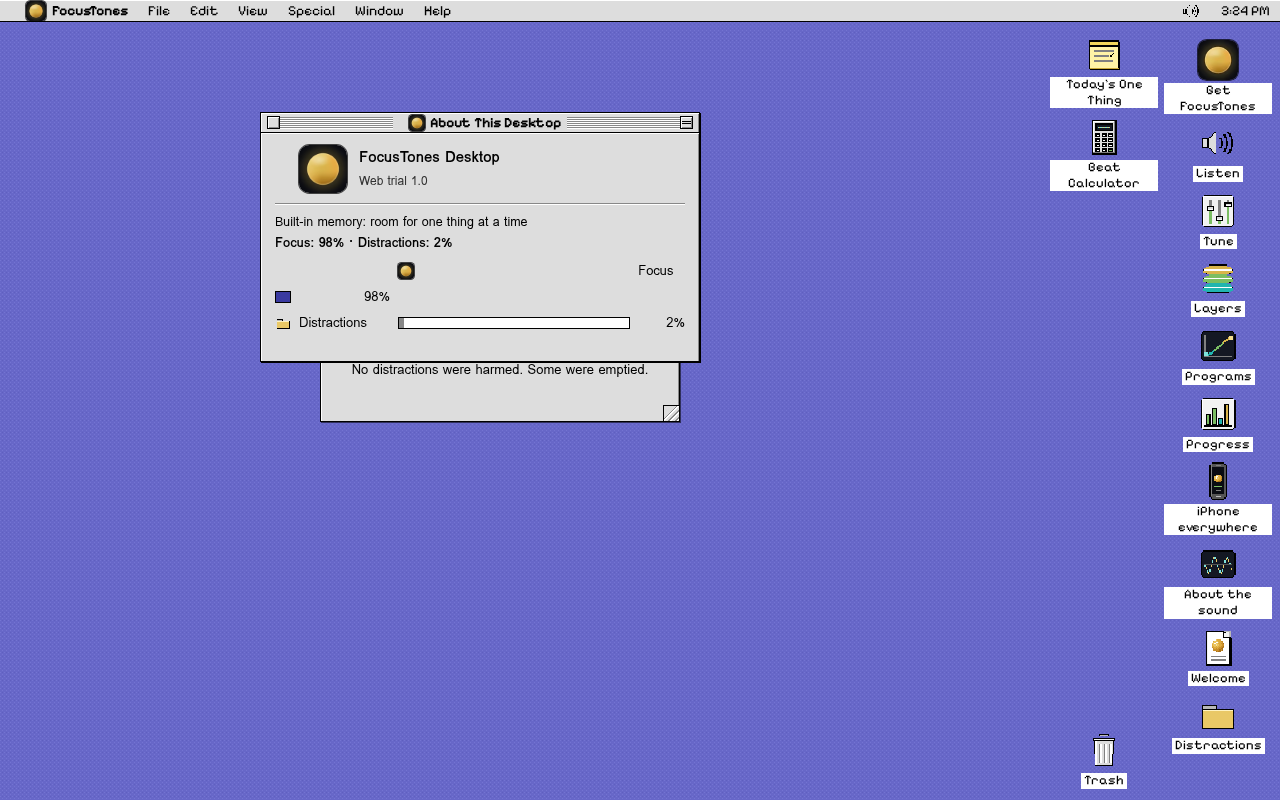 FocusTones File Edit View Special Window Help 3:24 PM
About This Desktop
FocusTones Desktop
Web trial 1.0
Built-in memory: room for one thing at a time
Focus: 98% · Distractions: 2%
Focus
98%
Distractions 2%
No distractions were harmed. Some were emptied.
Today's One
Thing
Beat
Calculator
Trash
Get
FocusTones
Listen
Tune
Layers
Programs
Progress
iPhone
everywhere
About the
sound
Welcome
Distractions